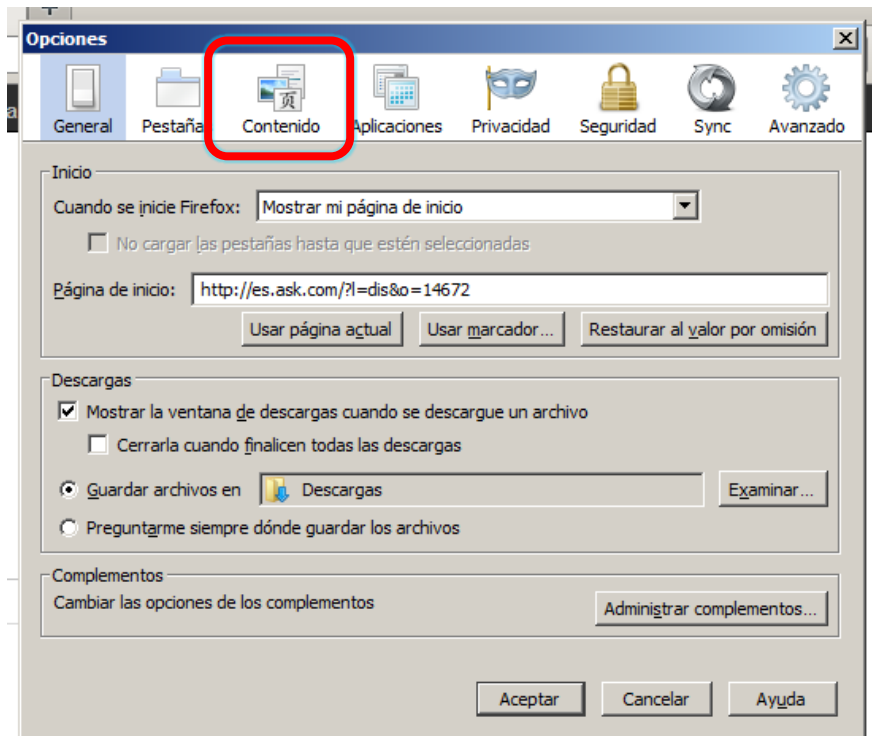 Opciones
General Pestañas Contenido Aplicaciones Privacidad Seguridad Sync Avanzado
页
Inicio
Cuando se inicie Firefox: Mostrar mi página de inicio
No cargar las pestañas hasta que estén seleccionadas
Página de inicio: http://es.ask.com/?l=dis&o=14672
Usar página actual Usar marcador... Restaurar al valor por omisión
Descargas
Mostrar la ventana de descargas cuando se descargue un archivo
Cerrarla cuando finalicen todas las descargas
Guardar archivos en Descargas Examinar...
Preguntarme siempre dónde guardar los archivos
Complementos
Cambiar las opciones de los complementos Administrar complementos...
Aceptar Cancelar Ayuda